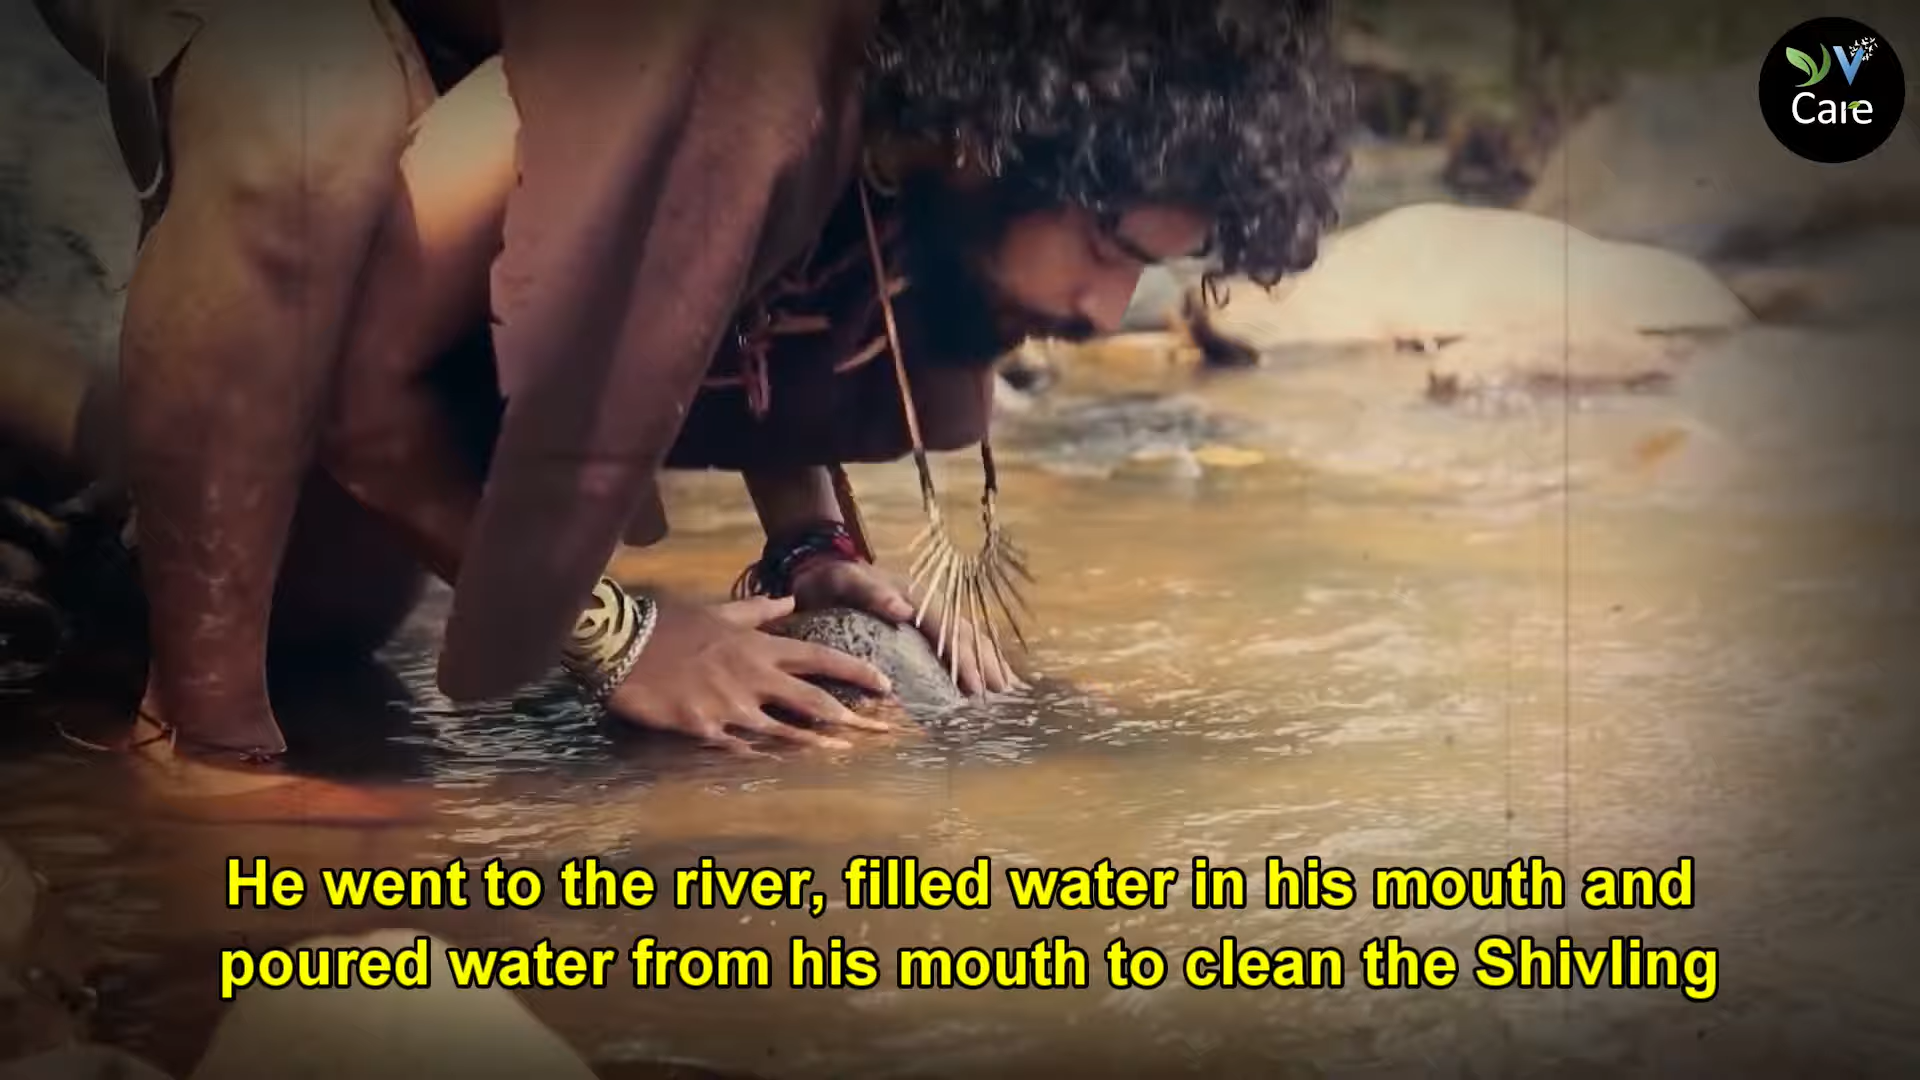 V
Care
He went to the river, filled water in his mouth and
poured water from his mouth to clean the Shivling